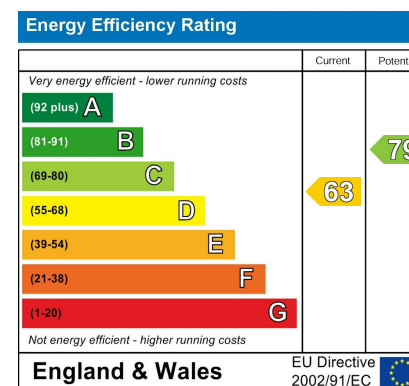 Energy Efficiency Rating
Current
Potent
Very energy efficient - lower running costs
(92 plus) A
(81-91) B
79
(69-80) C
63
(55-68) D
(39-54) E
(21-38) F
(1-20) G
Not energy efficient - higher running costs
England & Wales
EU Directive
2002/91/EC